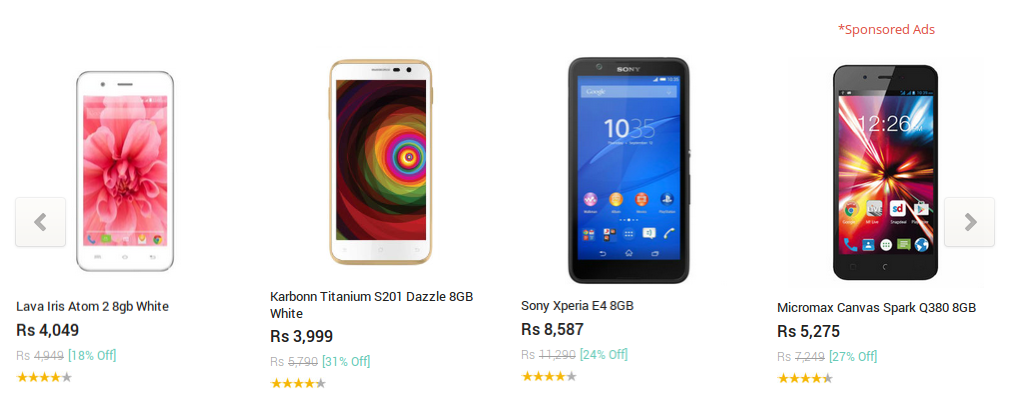 *Sponsored Ads
SONY
Google
10 35
12:26
snapdeal
Lava Iris Atom 2 8gb White
Rs 4,049
Rs 4,949 [18% Off]
Karbonn Titanium S201 Dazzle 8GB
White
Rs 3,999
Rs 5,790 [31% Off]
Sony Xperia E4 8GB
Rs 8,587
Rs 11,290 [24% Off]
Micromax Canvas Spark Q380 8GB
Rs 5,275
Rs 7,249 [27% Off]